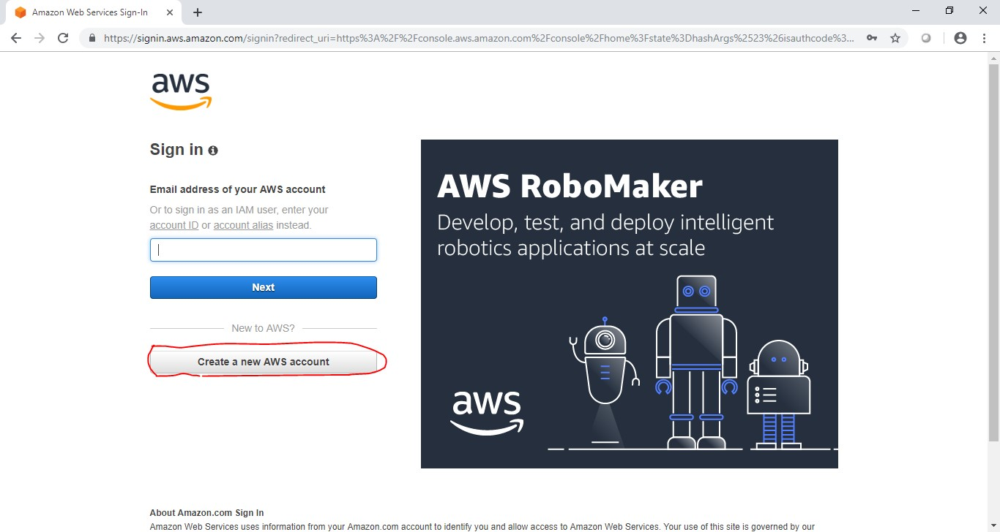 Amazon Web Services Sign-In
https://signin.aws.amazon.com/signin?redirect_uri=https%3A%2F%2Fconsole.aws.amazon.com%2Fconsole%2Fhome%3Fstate%3DhashArgs%2523%26isauthcode%...
aws
Sign in
Email address of your AWS account
Or to sign in as an IAM user, enter your
account ID or account alias instead.
Next
New to AWS?
Create a new AWS account
AWS RoboMaker
Develop, test, and deploy intelligent
robotics applications at scale
aws
About Amazon.com Sign In
Amazon Web Services uses information from your Amazon.com account to identify you and allow access to Amazon Web Services. Your use of this site is governed by our